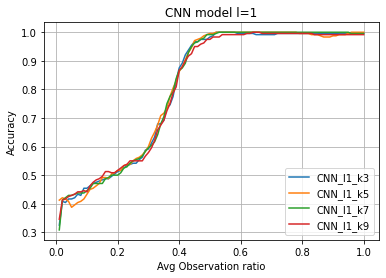 CNN model l=1
Accuracy
1.0
0.9
0.8
0.7
0.6
0.5
0.4
0.3
CNN_l1_k3
CNN_l1_k5
CNN_l1_k7
CNN_l1_k9
0.0 0.2 0.4 0.6 0.8 1.0
Avg Observation ratio